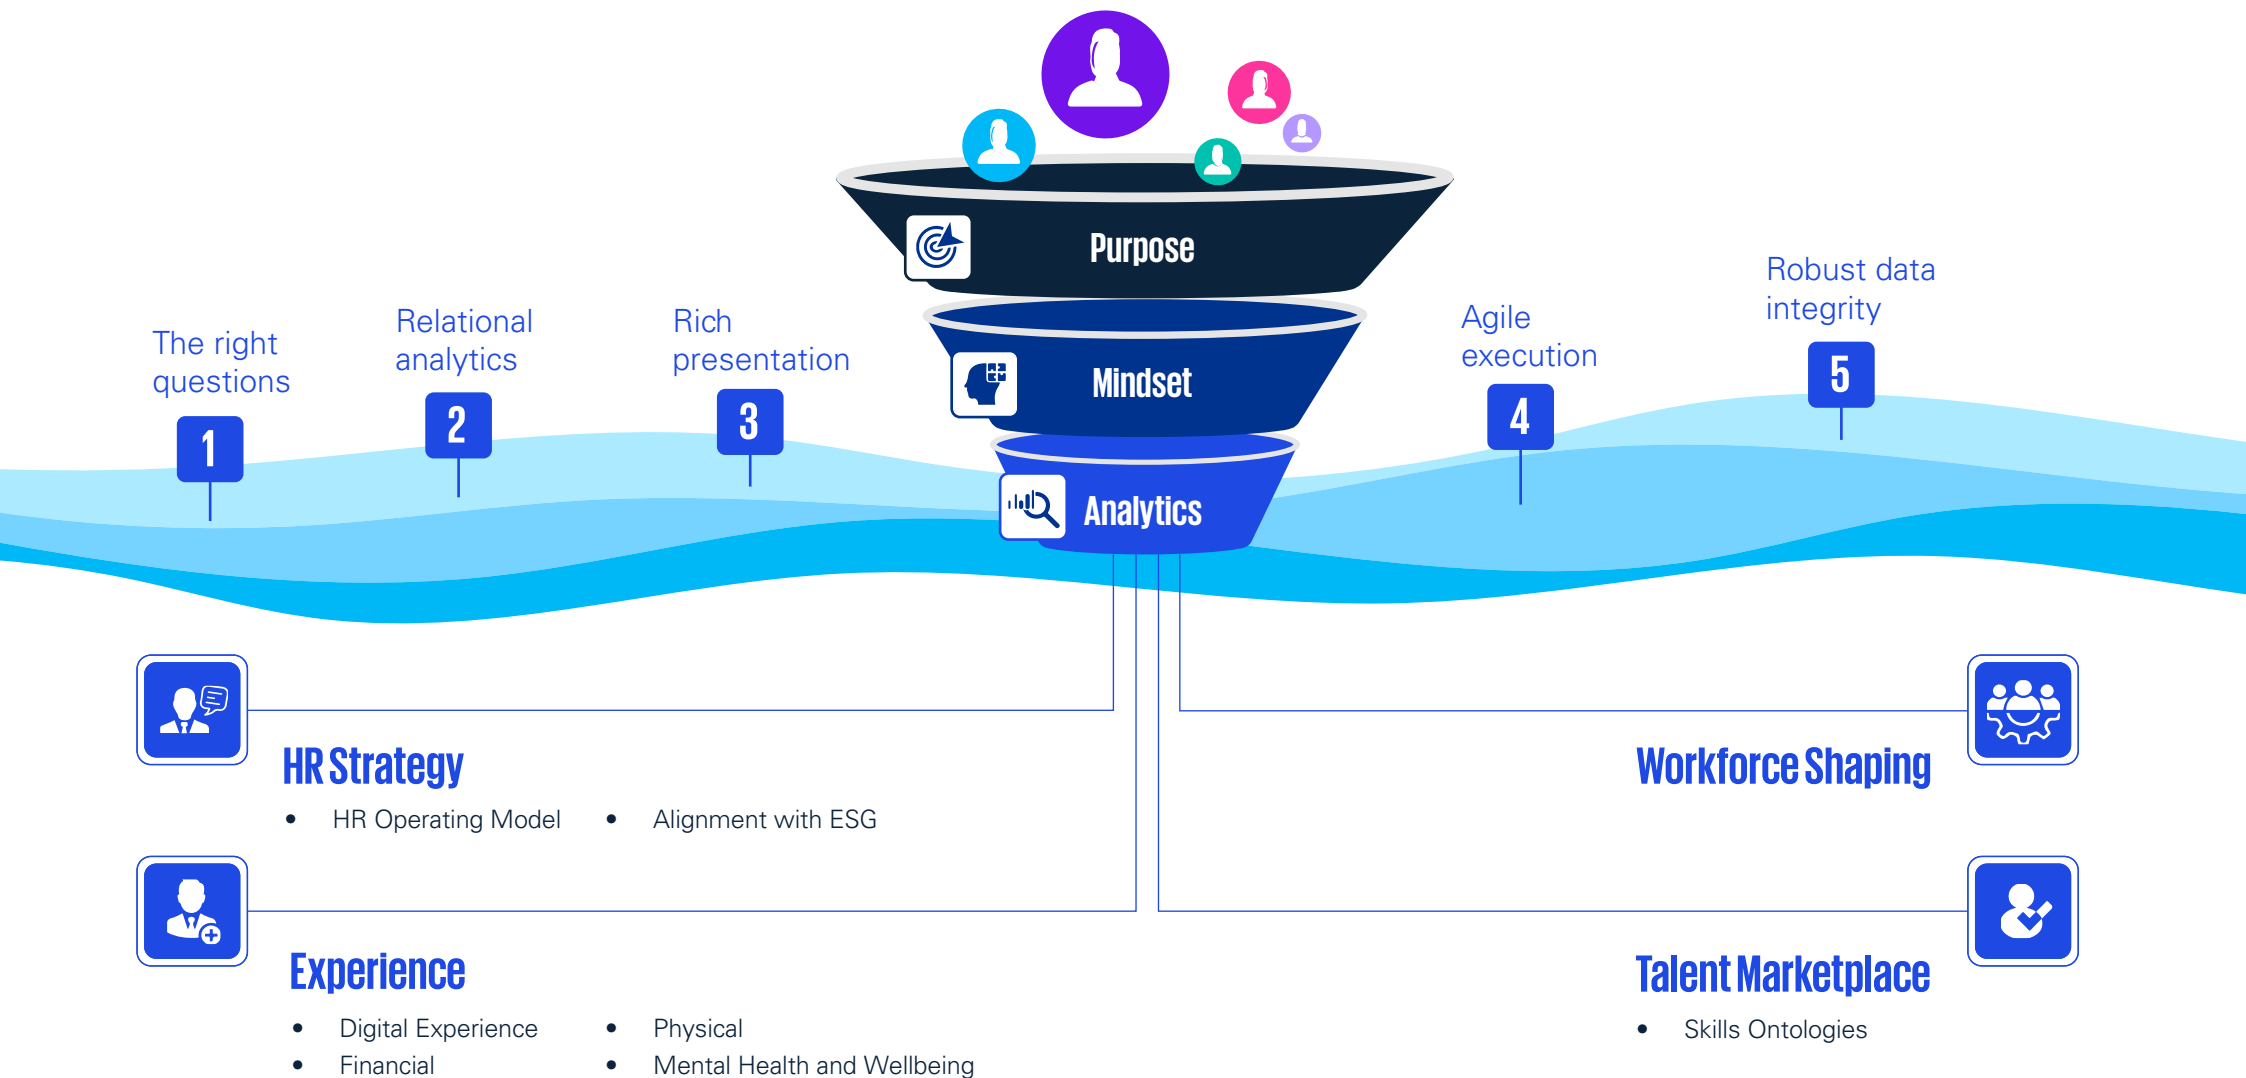 Purpose
Mindset
Analytics
The right
questions
1
Relational
analytics
2
Rich
presentation
3
Agile
execution
4
Robust data
integrity
5
HR Strategy
• HR Operating Model
• Alignment with ESG
Experience
• Digital Experience
• Financial
• Physical
• Mental Health and Wellbeing
Workforce Shaping
Talent Marketplace
• Skills Ontologies